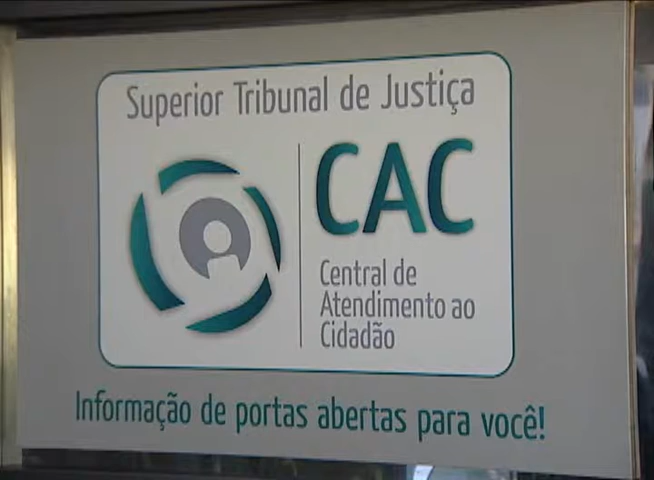 Superior Tribunal de Justiça
CAC
Central de
Atendimento ao
Cidadão
Informação de portas abertas para você!